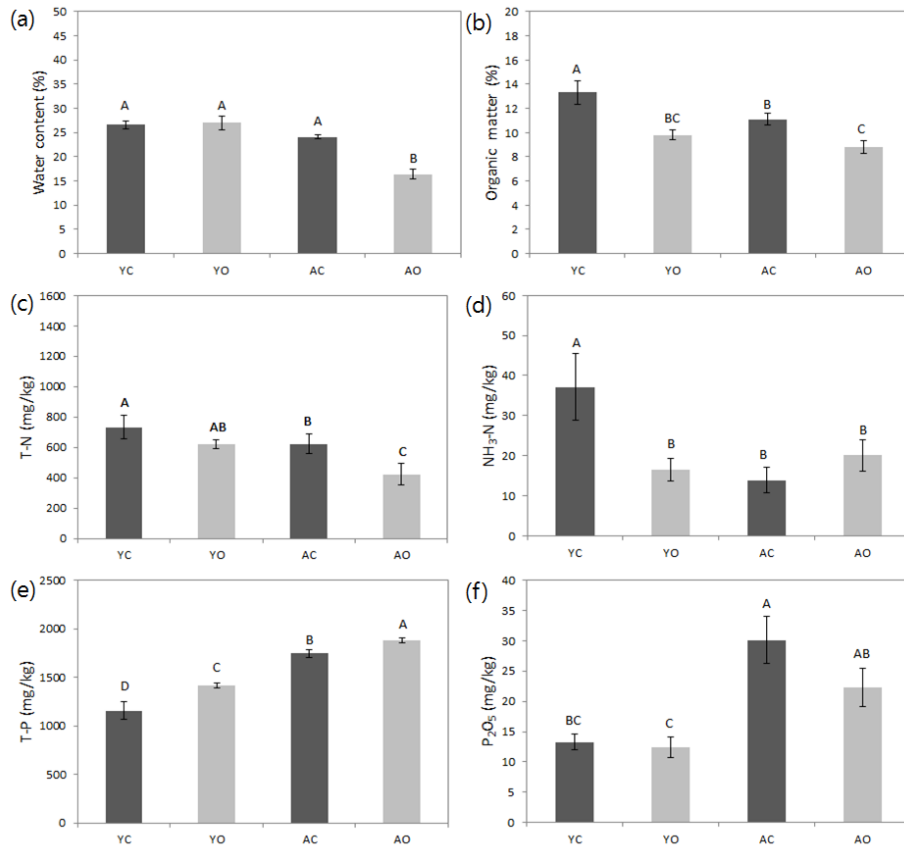 (a)
Water content (%)
50
45
40
35
30
25
20
15
10
5
0
A
A
A
B
YC YO AC AO
(b)
Organic matter (%)
20
18
16
14
12
10
8
6
4
2
0
A
BC
B
C
YC YO AC AO
(c)
T-N (mg/kg)
1600
1400
1200
1000
800
600
400
200
0
A
AB
B
C
YC YO AC AO
(d)
NH₃-N (mg/kg)
60
50
40
30
20
10
0
A
B
B
B
YC YO AC AO
(e)
T-P (mg/kg)
2500
2000
1500
1000
500
0
D
C
B
A
YC YO AC AO
(f)
P₂O₅ (mg/kg)
40
35
30
25
20
15
10
5
0
BC
C
A
AB
YC YO AC AO